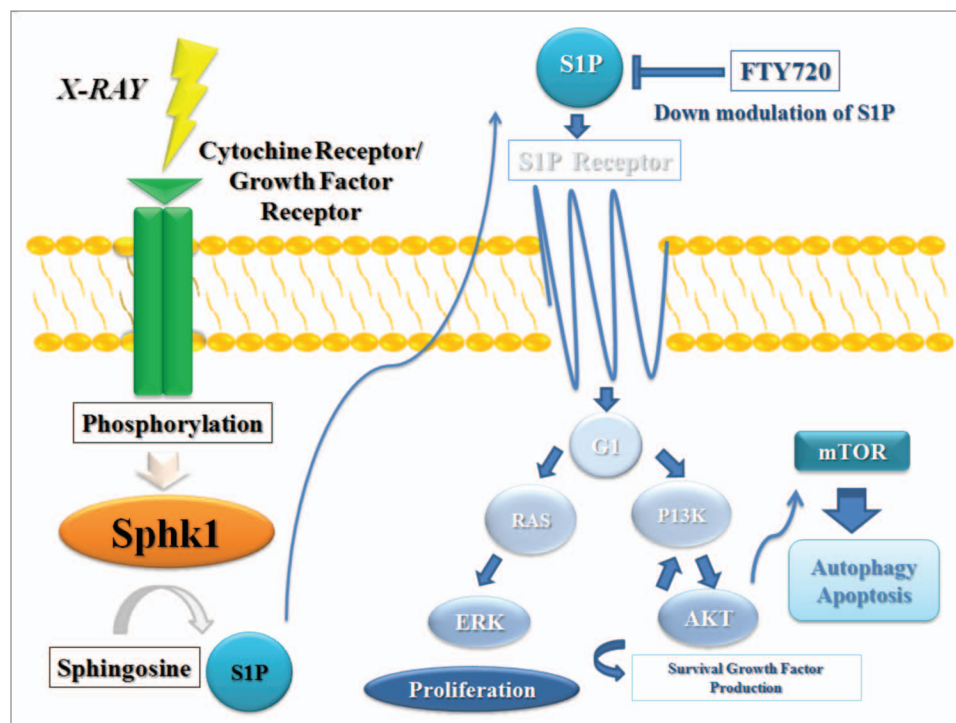 X-RAY
Cytochine Receptor/
Growth Factor
Receptor
Phosphorylation
Sphk1
Sphingosine
S1P
S1P
FTY720
Down modulation of S1P
S1P Receptor
G1
RAS
P13K
ERK
AKT
Proliferation
Survival Growth Factor
Production
mTOR
Autophagy
Apoptosis